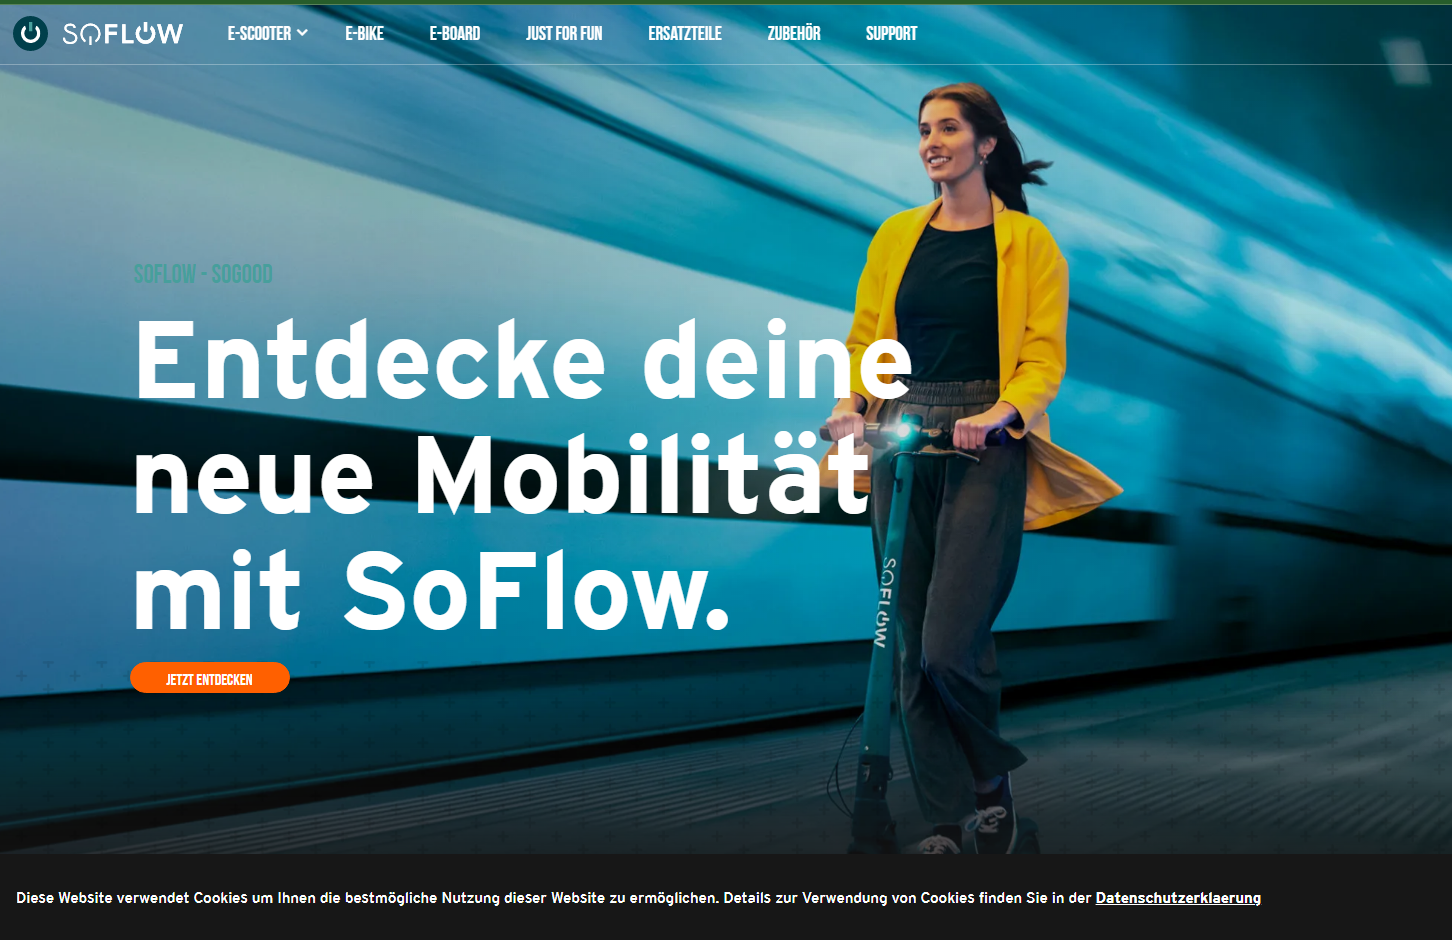 SOFLOW
E-SCOOTER
E-BIKE
E-BOARD
JUST FOR FUN
ERSATZTEILE
ZUBEHÖR
SUPPORT
SOFLOW - SOGOOD
Entdecke deine
neue Mobilität
mit SoFlow.
SOFLOW
JETZT ENTDECKEN
Diese Website verwendet Cookies um Ihnen die bestmögliche Nutzung dieser Website zu ermöglichen. Details zur Verwendung von Cookies finden Sie in der Datenschutzerklaerung